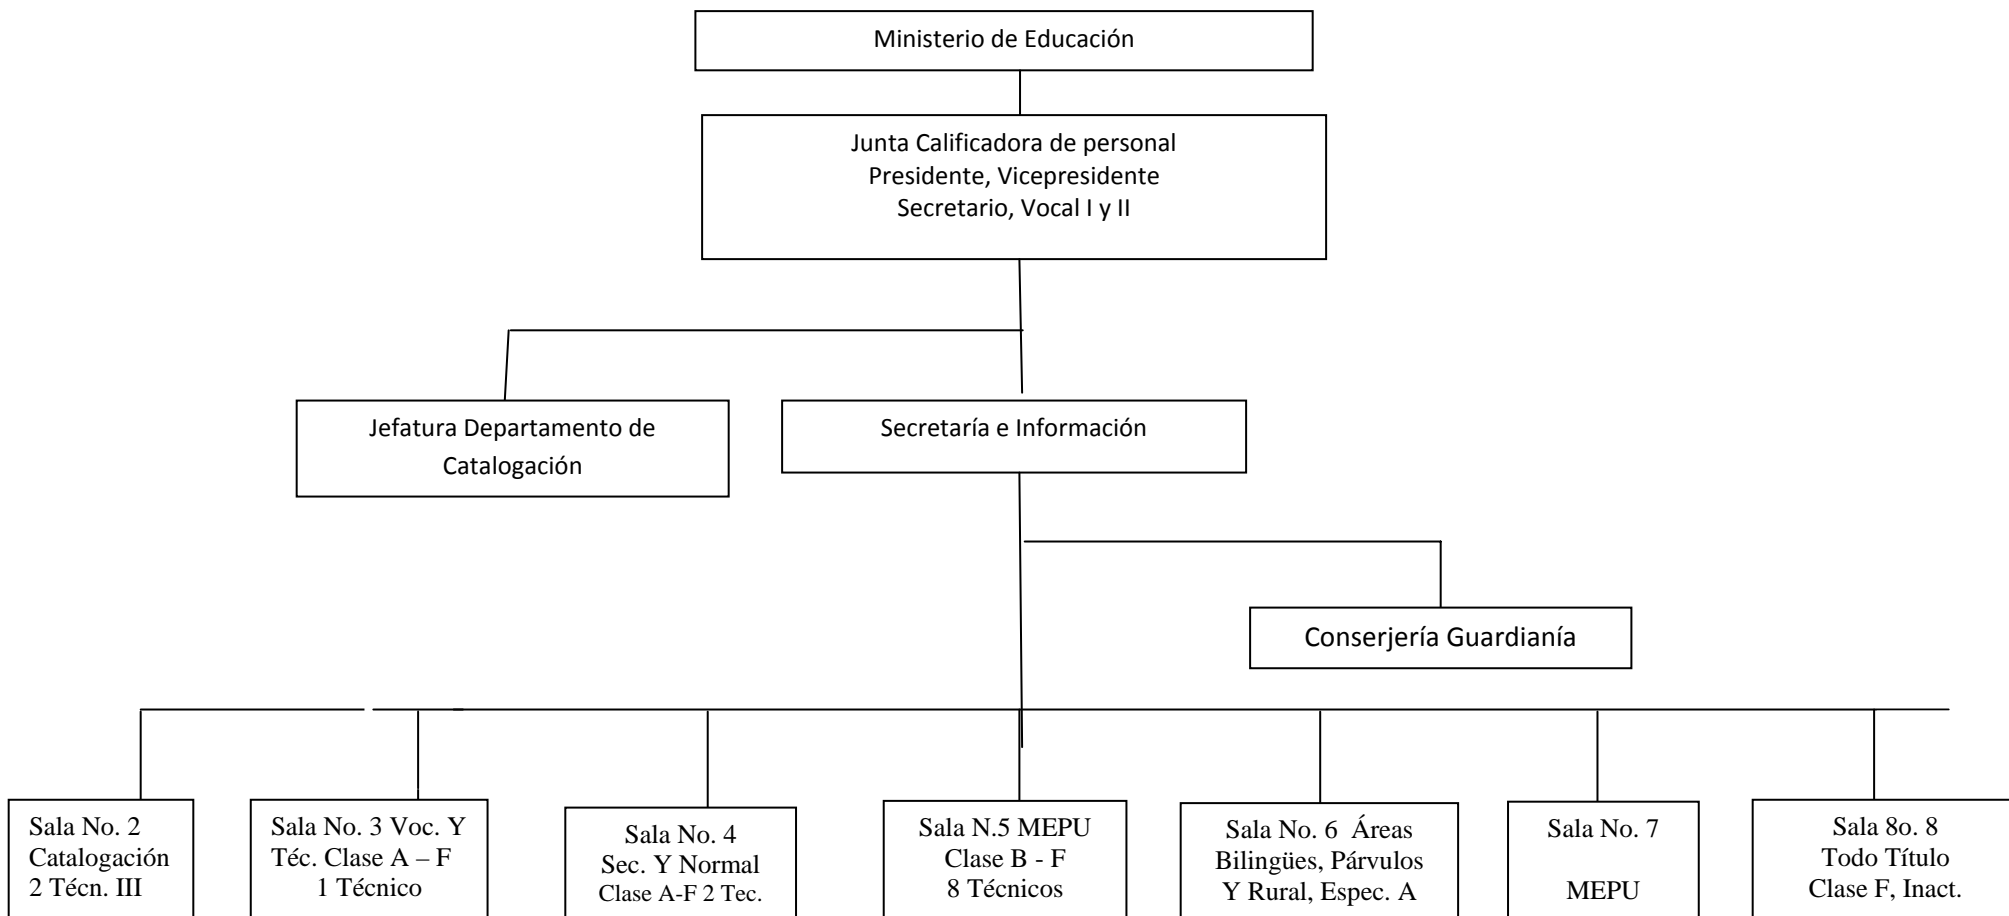 Ministerio de Educación
Junta Calificadora de personal
Presidente, Vicepresidente
Secretario, Vocal I y II
Jefatura Departamento de
Catalogación
Secretaría e Información
Conserjería Guardianía
Sala No. 2
Catalogación
2 Técn. III
Sala No. 3 Voc. Y
Téc. Clase A – F
1 Técnico
Sala No. 4
Sec. Y Normal
Clase A-F 2 Tec.
Sala N.5 MEPU
Clase B - F
8 Técnicos
Sala No. 6 Áreas
Bilingües, Párvulos
Y Rural, Espec. A
Sala No. 7
MEPU
Sala 8o. 8
Todo Título
Clase F, Inact.